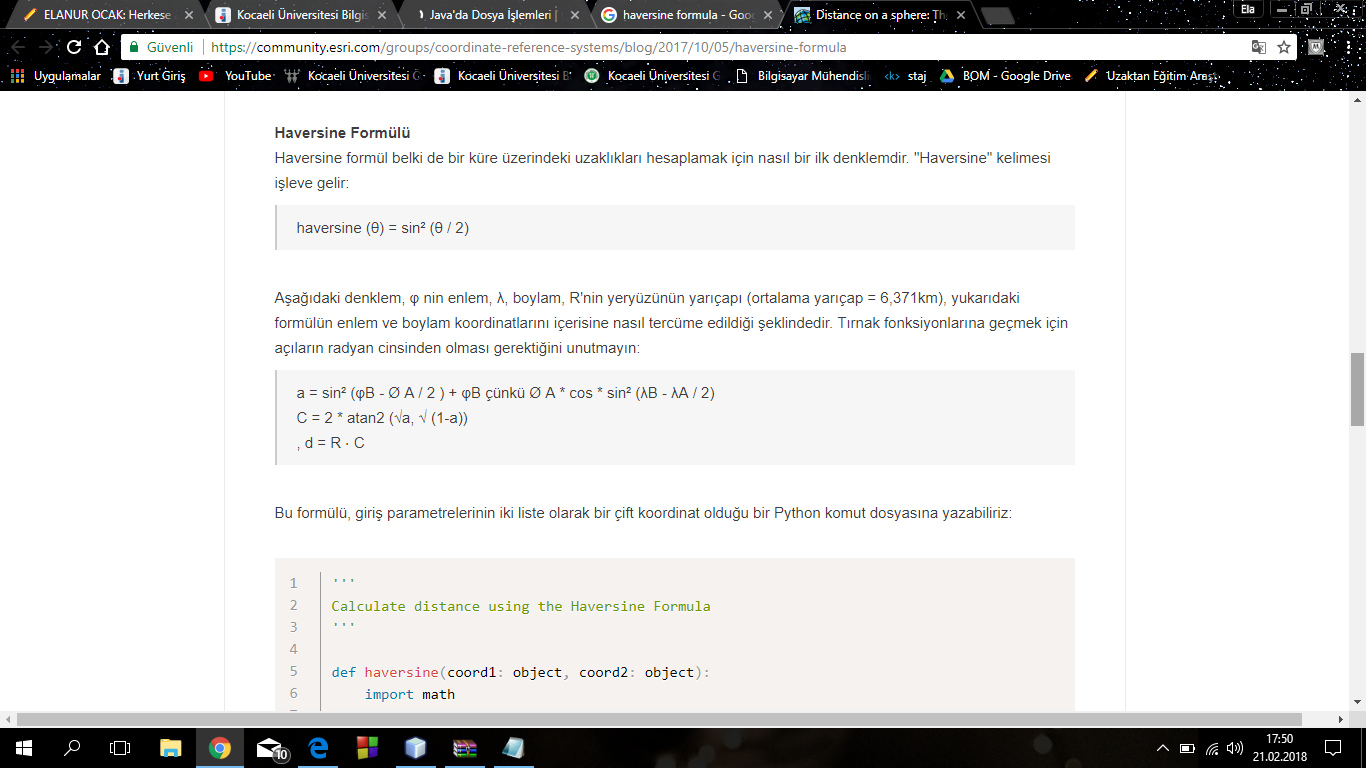 ELANUR OCAK: Herkese
Kocaeli Üniversitesi Bilgis
Java'da Dosya İşlemleri |
haversine formula - Goo
Distance on a sphere: Th
Ela
Güvenli
https://community.esri.com/groups/coordinate-reference-systems/blog/2017/10/05/haversine-formula
Uygulamalar
Yurt Giriş
YouTube
Kocaeli Üniversitesi G
Kocaeli Üniversitesi B
Kocaeli Üniversitesi G
Bilgisayar Mühendisli
<k> staj
BOM - Google Drive
Uzaktan Eğitim Araşt
Haversine Formülü
Haversine formül belki de bir küre üzerindeki uzaklıkları hesaplamak için nasıl bir ilk denklemdir. "Haversine" kelimesi
işleve gelir:
haversine (θ) = sin² (θ / 2)
Aşağıdaki denklem, φ nin enlem, λ, boylam, R'nin yeryüzünün yarıçapı (ortalama yarıçap = 6,371km), yukarıdaki
formülün enlem ve boylam koordinatlarını içerisine nasıl tercüme edildiği şeklindedir. Tırnak fonksiyonlarına geçmek için
açıların radyan cinsinden olması gerektiğini unutmayın:
a = sin² (φB - Ø A / 2 ) + φB çünkü Ø A * cos * sin² (λB - λA / 2)
C = 2 * atan2 (√a, √ (1-a))
, d = R · C
Bu formülü, giriş parametrelerinin iki liste olarak bir çift koordinat olduğu bir Python komut dosyasına yazabiliriz:
1 '''
2 Calculate distance using the Haversine Formula
3 '''
4
5 def haversine(coord1: object, coord2: object):
6 import math
10
17:50
21.02.2018